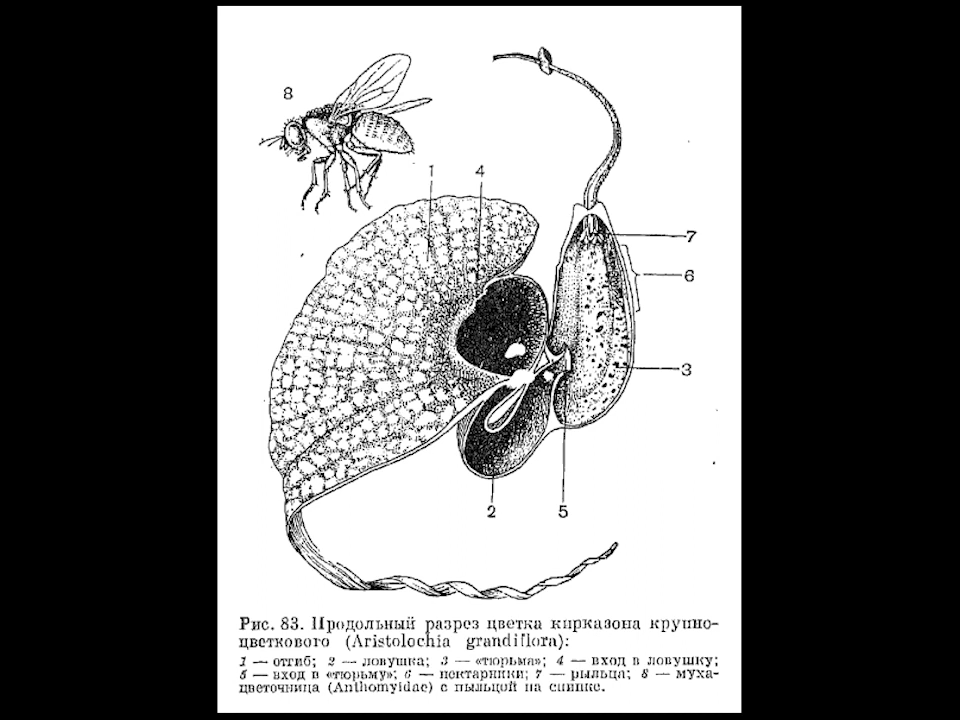 8
1 4
7
6
3
2 5
Рис. 83. Продольный разрез цветка кирказона крупно-
цветкового (Aristolochia grandiflora):
1 — отгиб; 2 — ловушка; 3 — «тюрьма»; 4 — вход в ловушку;
5 — вход в «тюрьму»; 6 — нектарники; 7 — рыльца; 8 — муха-
цветочница (Anthomyidae) с пыльцой на спинке.